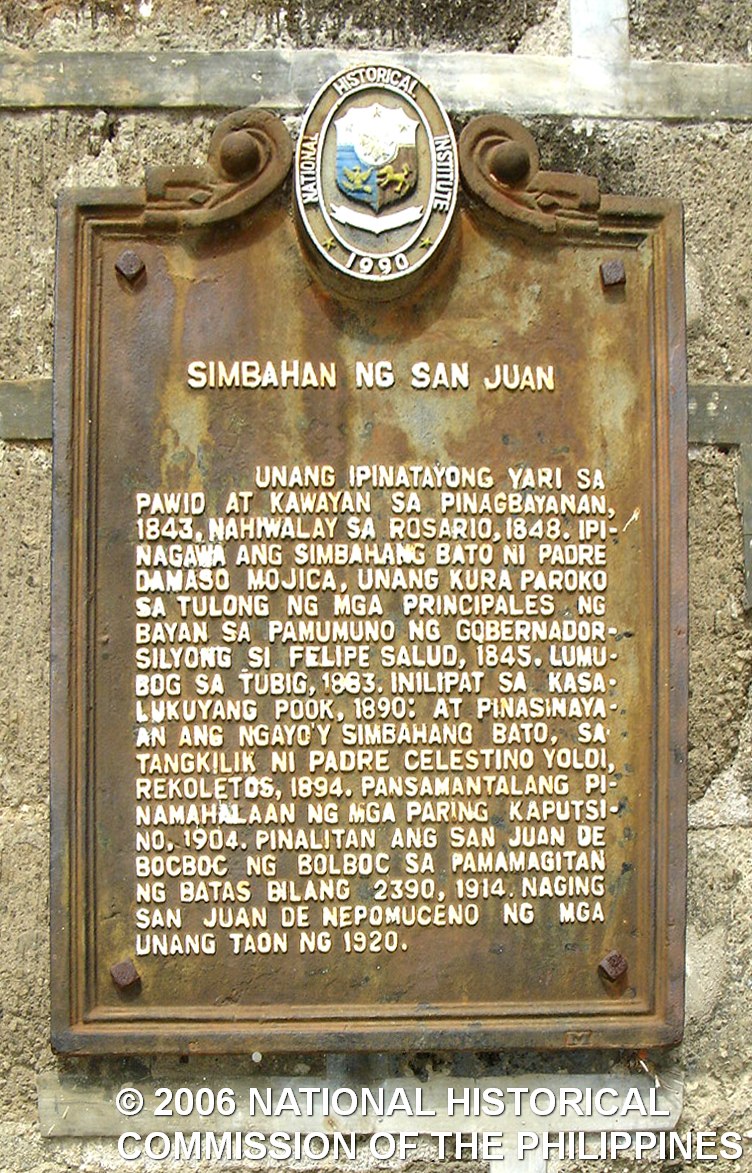 NATIONAL HISTORICAL INSTITUTE
1990
SIMBAHAN NG SAN JUAN
UNANG IPINATAYONG YARI SA
PAWID AT KAWAYAN SA PINAGBAYANAN,
1843. NAHIWALAY SA ROSARIO, 1848. IPI-
NAGAWA ANG SIMBAHANG BATO NI PADRE
DAMASO MOJICA, UNANG KURA PAROKO
SA TULONG NG MGA PRINCIPALES NG
BAYAN SA PAMUMUNO NG GOBERNADOR-
SILYONG SI FELIPE SALUD, 1845. LUMU-
BOG SA TUBIG, 1883. INILIPAT SA KASA-
LUKUYANG POOK, 1890: AT PINASINAYA-
AN ANG NGAYO'Y SIMBAHANG BATO, SA
TANGKILIK NI PADRE CELESTINO YOLDI,
REKOLETOS, 1894. PANSAMANTALANG PI-
NAMAHALAAN NG MGA PARING KAPUTSI-
NO, 1904. PINALITAN ANG SAN JUAN DE
BOCBOC NG BOLBOC SA PAMAMAGITAN
NG BATAS BILANG 2390, 1914. NAGING
SAN JUAN DE NEPOMUCENO NG MGA
UNANG TAON NG 1920.
© 2006 NATIONAL HISTORICAL
COMMISSION OF THE PHILIPPINES